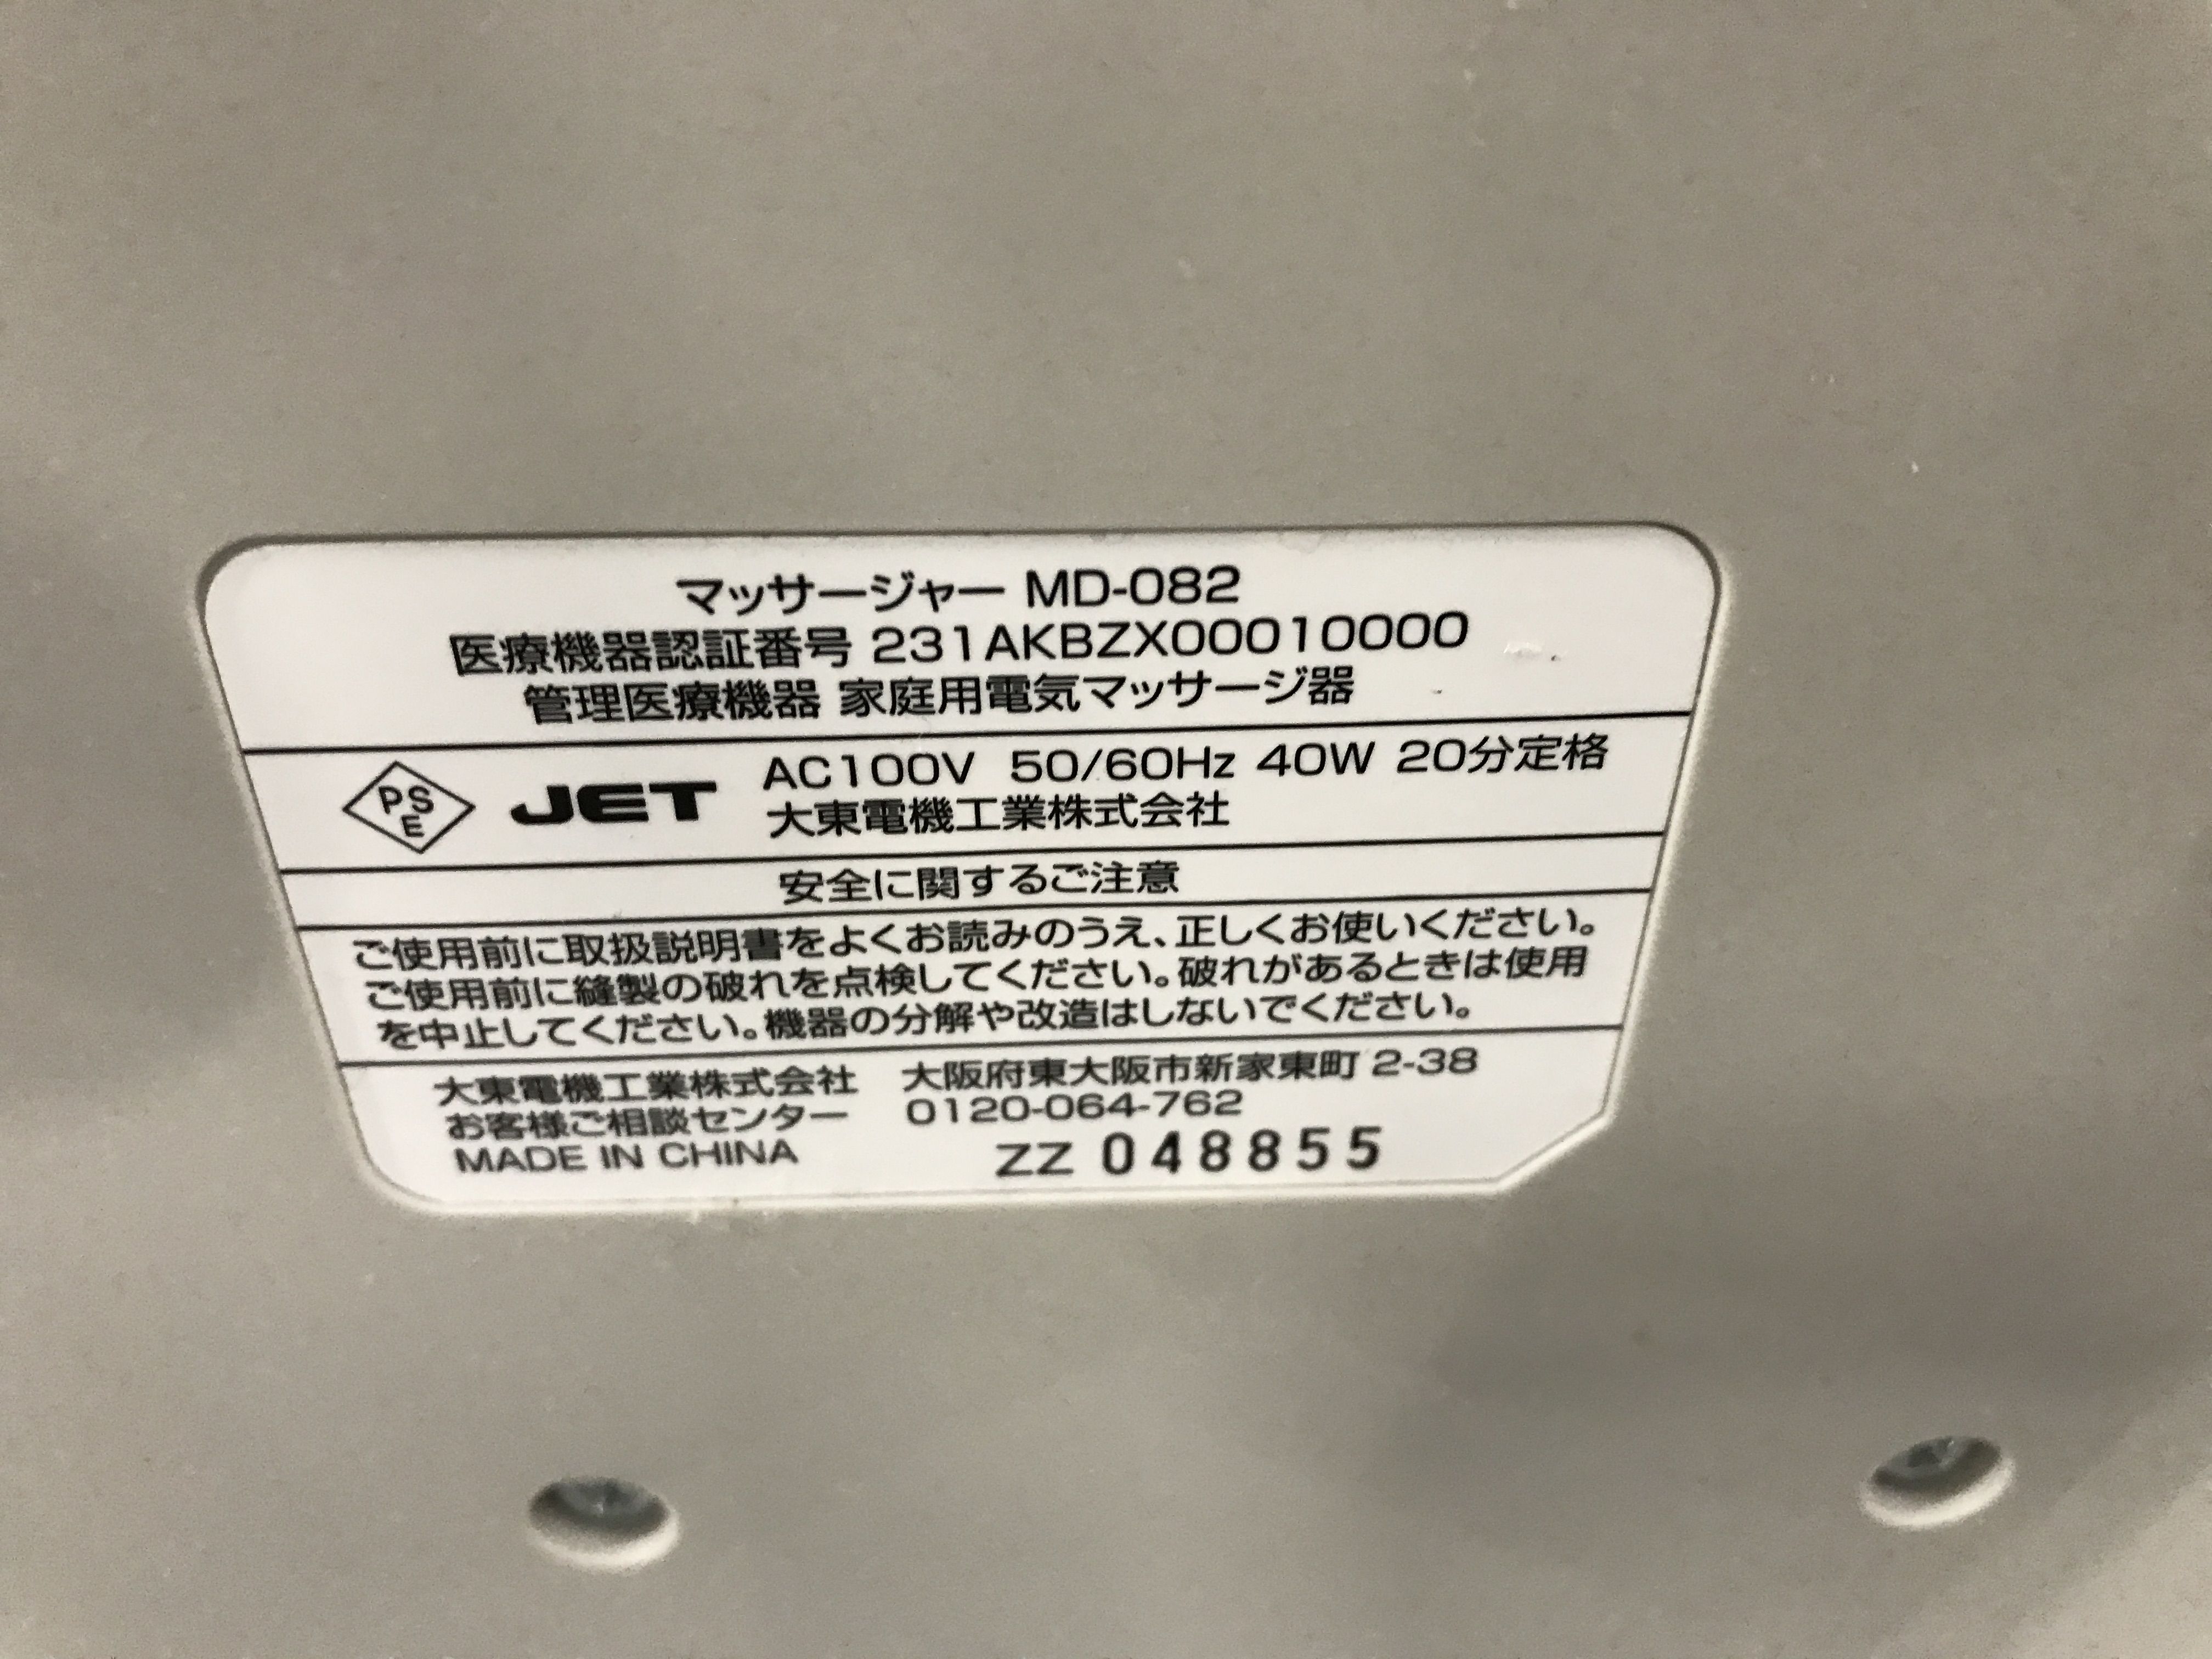 マッサージャー MD-082
医療機器認証番号 231AKBZX00010000
管理医療機器 家庭用電気マッサージ器
PSE JET AC100V 50/60Hz 40W 20分定格
大東電機工業株式会社
安全に関するご注意
ご使用前に取扱説明書をよくお読みのうえ、正しくお使いください。
ご使用前に縫製の破れを点検してください。破れがあるときは使用
を中止してください。機器の分解や改造はしないでください。
大東電機工業株式会社 大阪府東大阪市新家東町 2-38
お客様ご相談センター 0120-064-762
MADE IN CHINA ZZ 048855